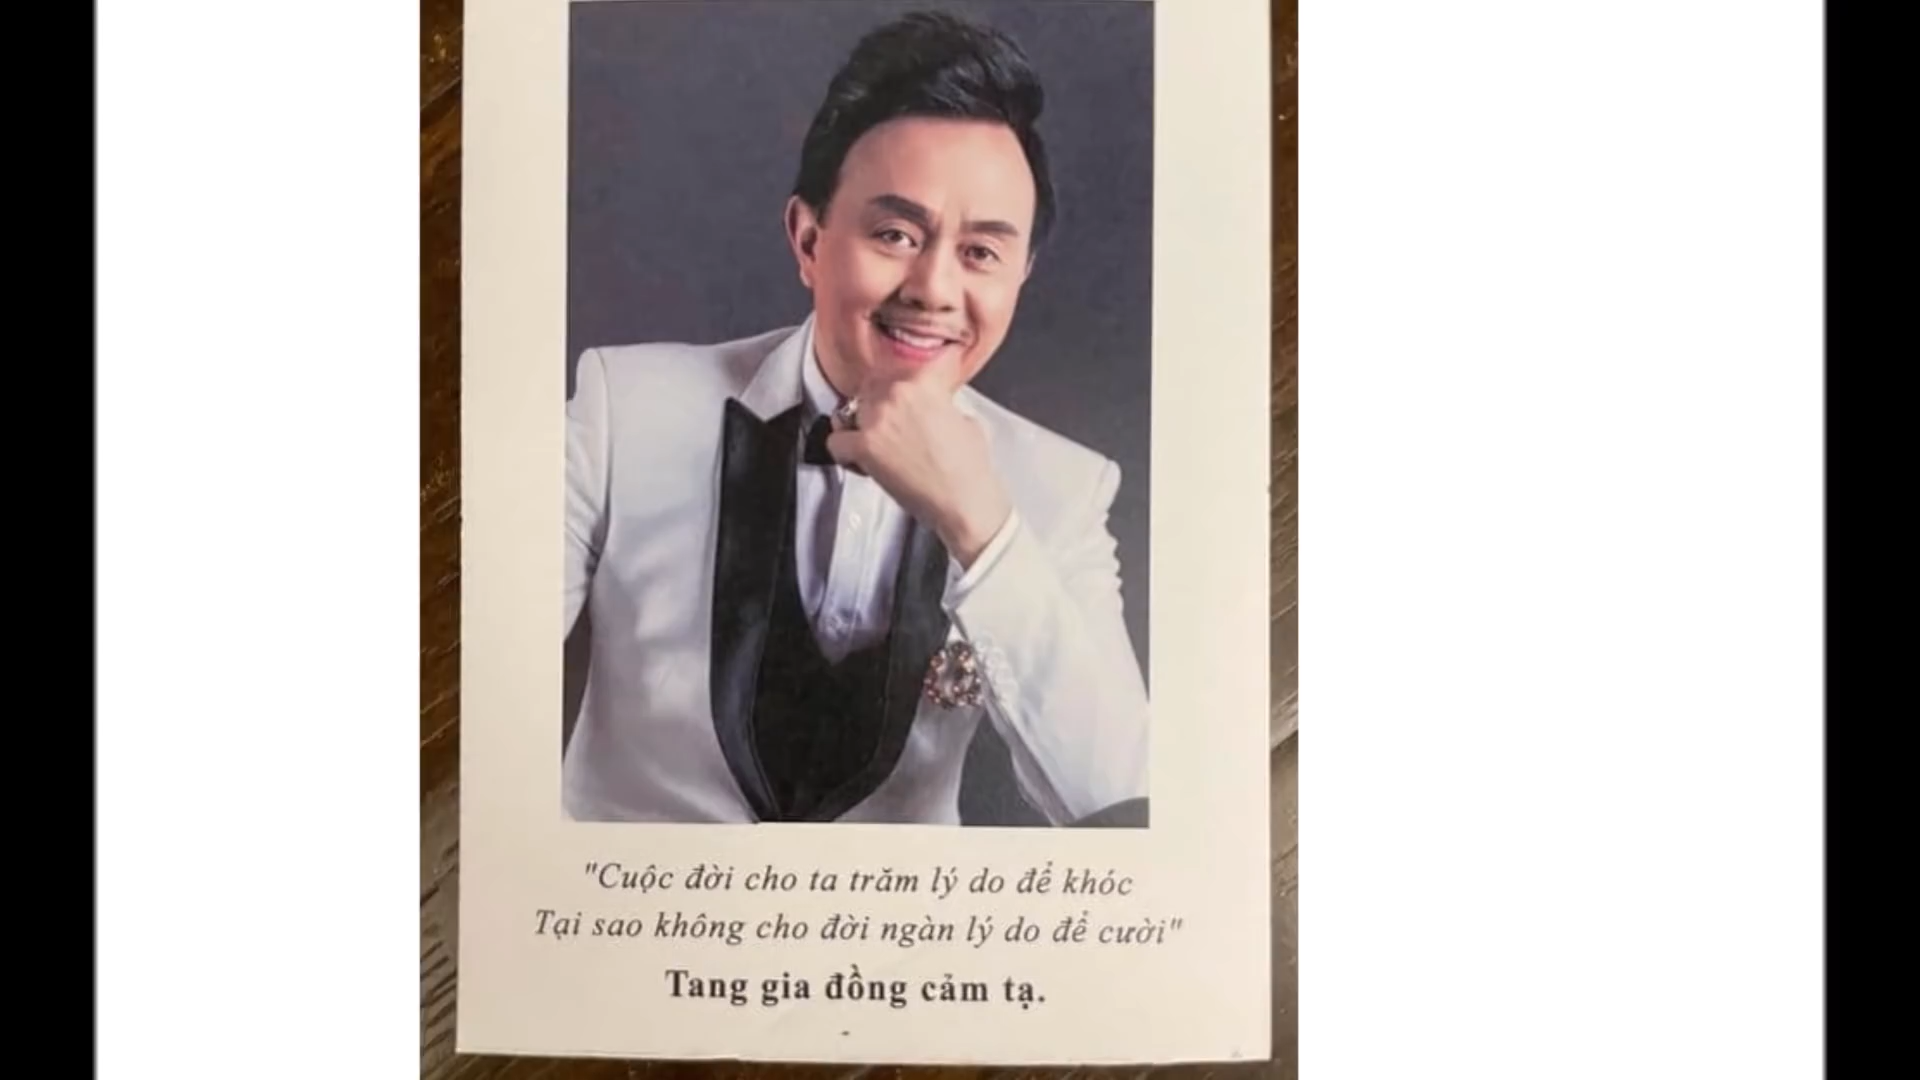 "Cuộc đời cho ta trăm lý do để khóc
Tại sao không cho đời ngàn lý do để cười"
Tang gia đồng cảm tạ.